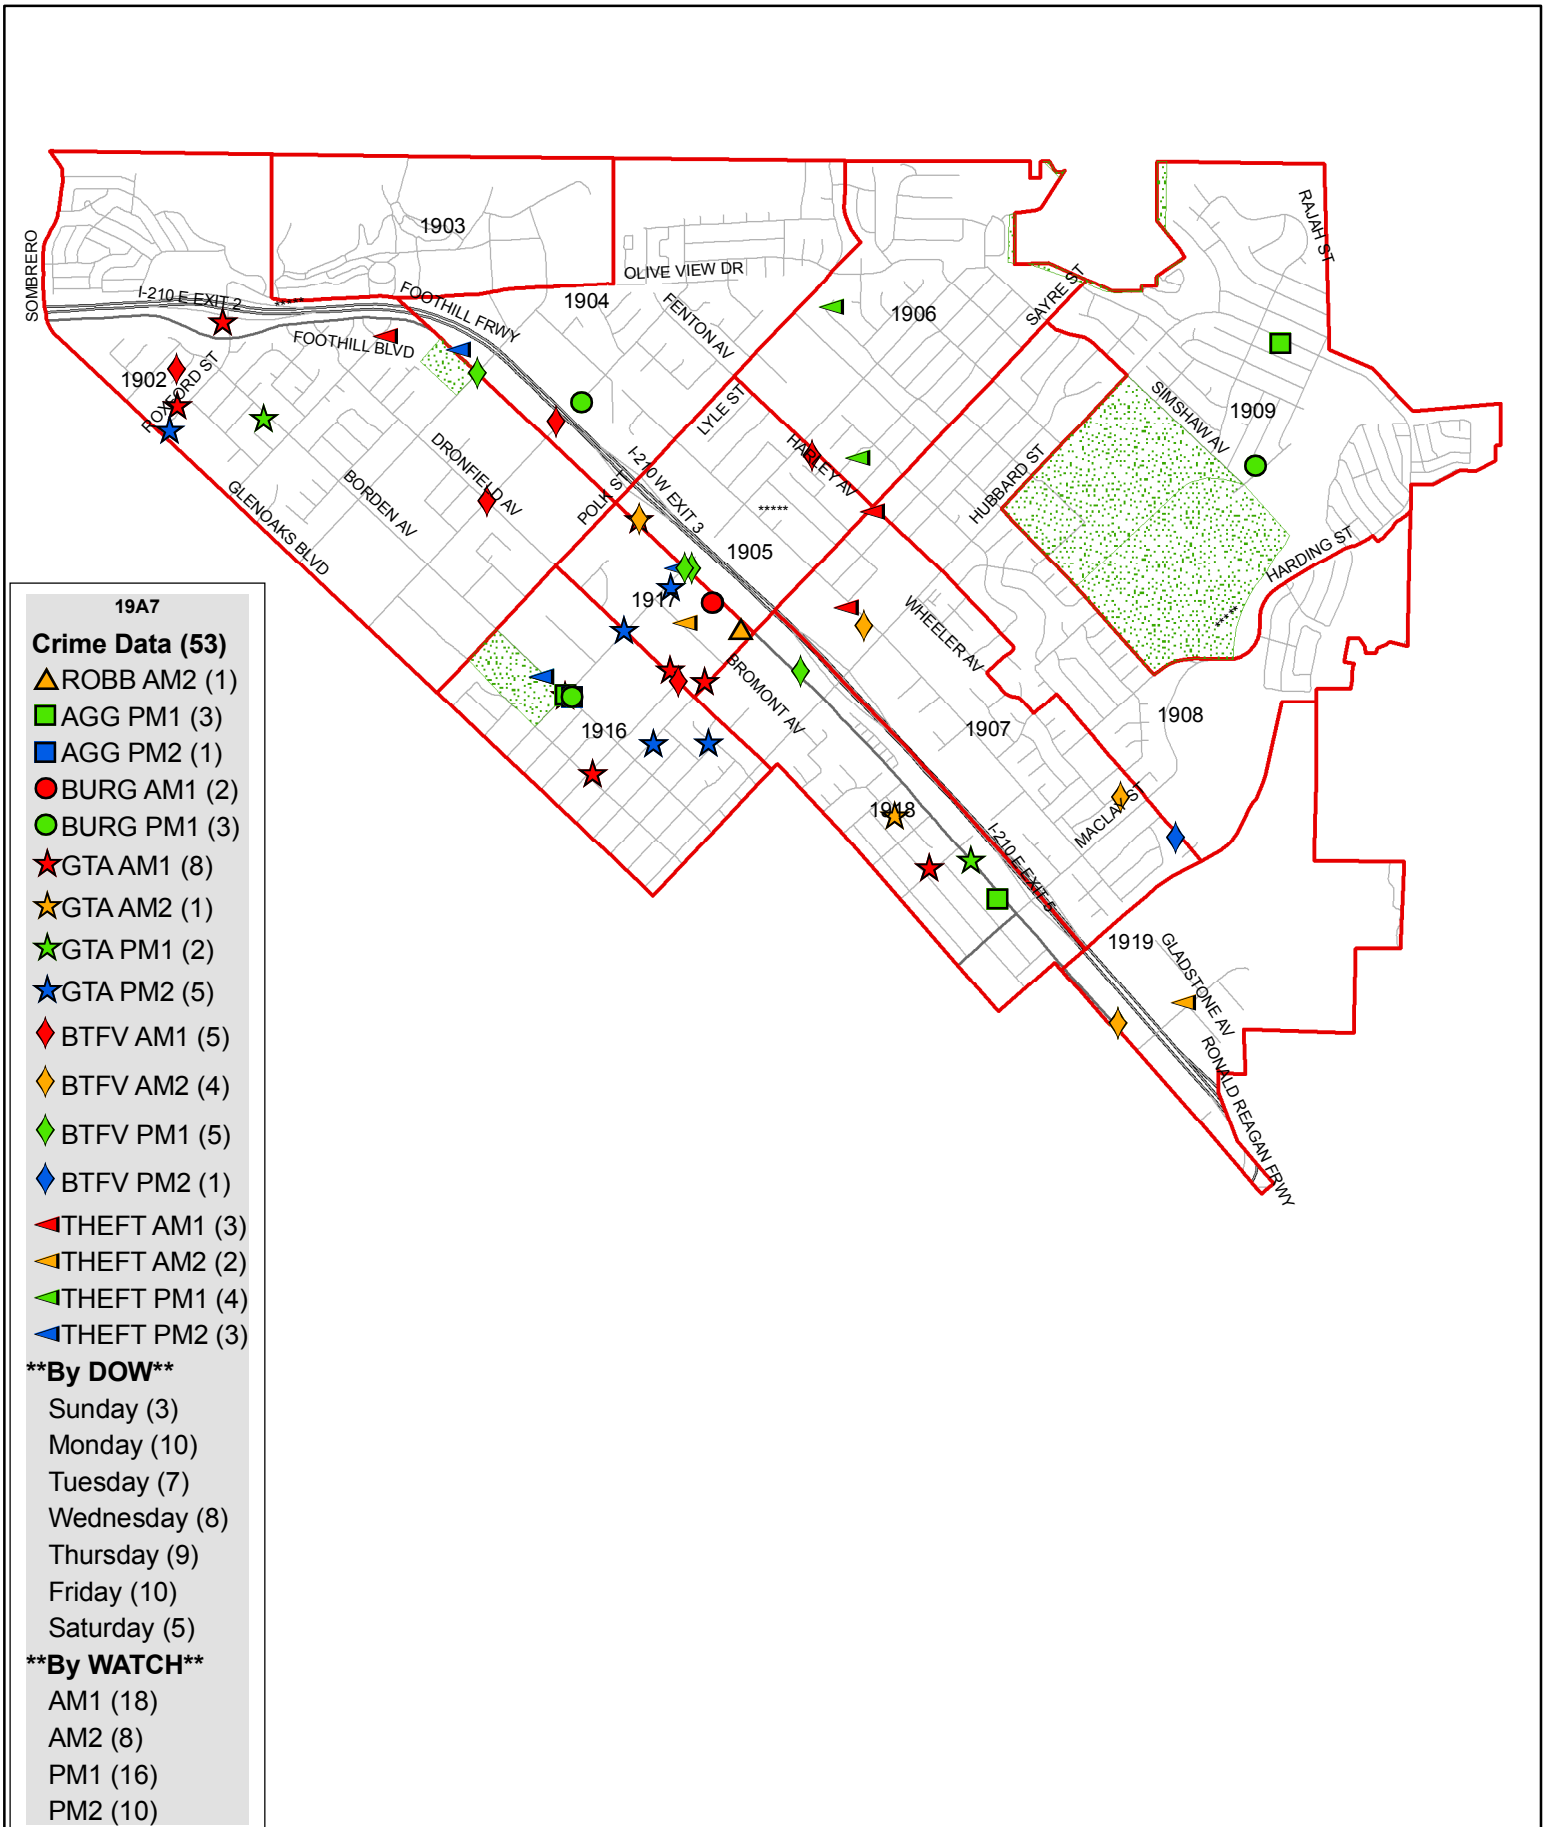 RAJAH ST
1903
SOMBRERO
OLIVE VIEW DR
SAYRE ST
I-210 E EXIT 2
*****
FOOTHILL FRWY
1904
FENTON AV
1906
FOOTHILL BLVD
1902
FOXFORD ST
LYLE ST
SIMSHAW AV
1909
DRONFIELD AV
HARLEY AV
HUBBARD ST
BORDEN AV
POLK ST
I-210 W EXIT 3
*****
GLENOAKS BLVD
1905
HARDING ST
1917
WHEELER AV
*****
BROMONT AV
1916
1907
1908
1918
MACLAY ST
I-210 E EXIT 5
1919
GLADSTONE AV
RONALD REAGAN FRWY
19A7
Crime Data (53)
ROBB AM2 (1)
AGG PM1 (3)
AGG PM2 (1)
BURG AM1 (2)
BURG PM1 (3)
GTA AM1 (8)
GTA AM2 (1)
GTA PM1 (2)
GTA PM2 (5)
BTFV AM1 (5)
BTFV AM2 (4)
BTFV PM1 (5)
BTFV PM2 (1)
THEFT AM1 (3)
THEFT AM2 (2)
THEFT PM1 (4)
THEFT PM2 (3)
**By DOW**
Sunday (3)
Monday (10)
Tuesday (7)
Wednesday (8)
Thursday (9)
Friday (10)
Saturday (5)
**By WATCH**
AM1 (18)
AM2 (8)
PM1 (16)
PM2 (10)